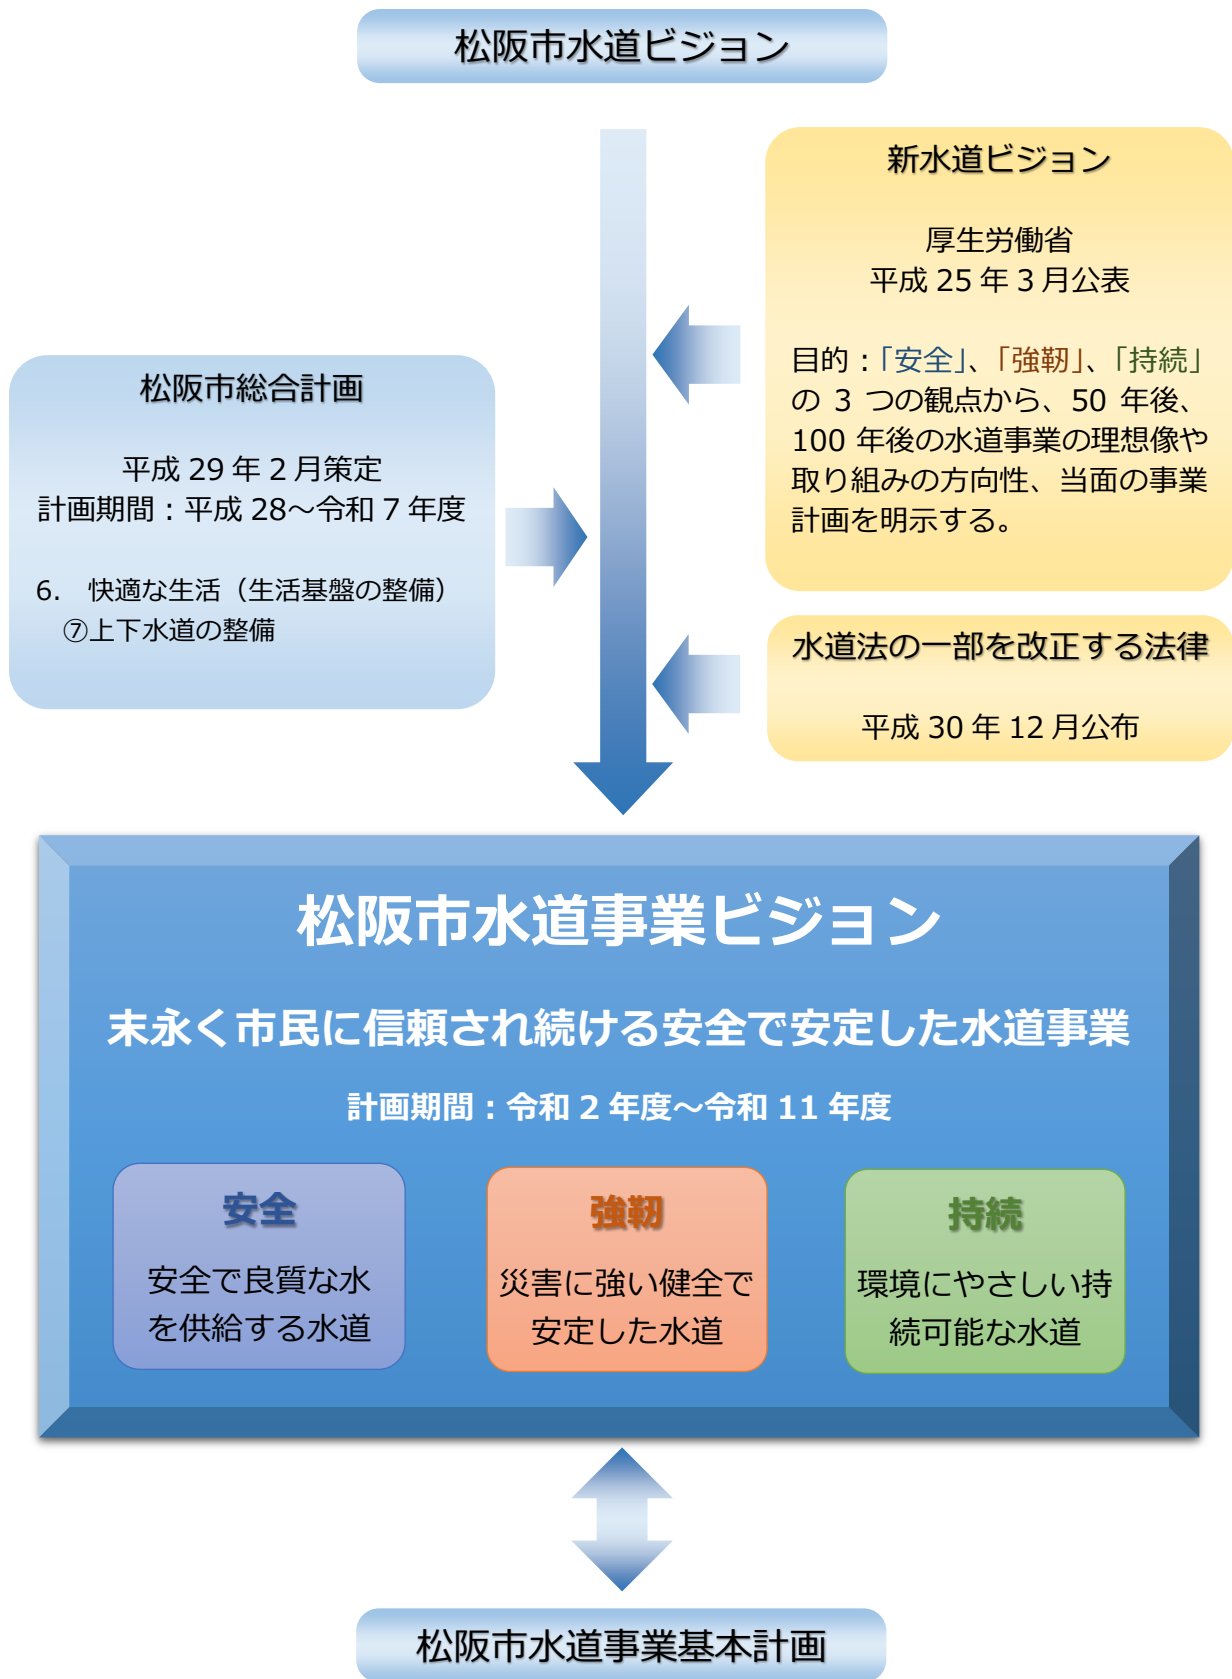 松阪市水道ビジョン
新水道ビジョン
厚生労働省
平成 25 年 3 月公表
目的：「安全」、「強靭」、「持続」
の 3 つの観点から、50 年後、
100 年後の水道事業の理想像や
取り組みの方向性、当面の事業
計画を明示する。
松阪市総合計画
平成 29 年 2 月策定
計画期間：平成 28～令和 7 年度
6. 快適な生活（生活基盤の整備）
⑦上下水道の整備
水道法の一部を改正する法律
平成 30 年 12 月公布
松阪市水道事業ビジョン
末永く市民に信頼され続ける安全で安定した水道事業
計画期間：令和 2 年度～令和 11 年度
安全
安全で良質な水
を供給する水道
強靭
災害に強い健全で
安定した水道
持続
環境にやさしい持
続可能な水道
松阪市水道事業基本計画